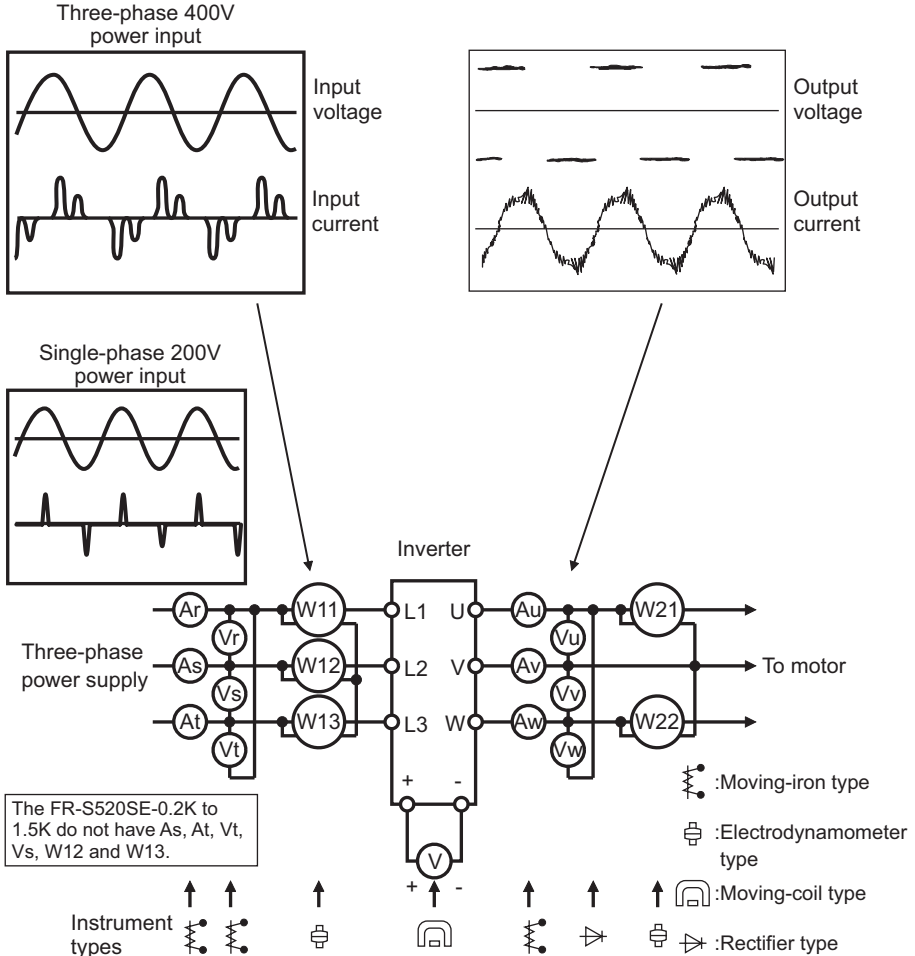 Three-phase 400V
power input
Input
voltage
Input
current
Output
voltage
Output
current
Single-phase 200V
power input
Inverter
Ar W11 L1 U Au W21
Vr Vu
Three-phase
power supply
As W12 L2 V Av To motor
Vs Vv
At W13 L3 W Aw W22
Vt Vw
+ -
:Moving-iron type
The FR-S520SE-0.2K to
1.5K do not have As, At, Vt,
Vs, W12 and W13.
V
:Electrodynamometer
type
+ -
:Moving-coil type
Instrument
types
:Rectifier type